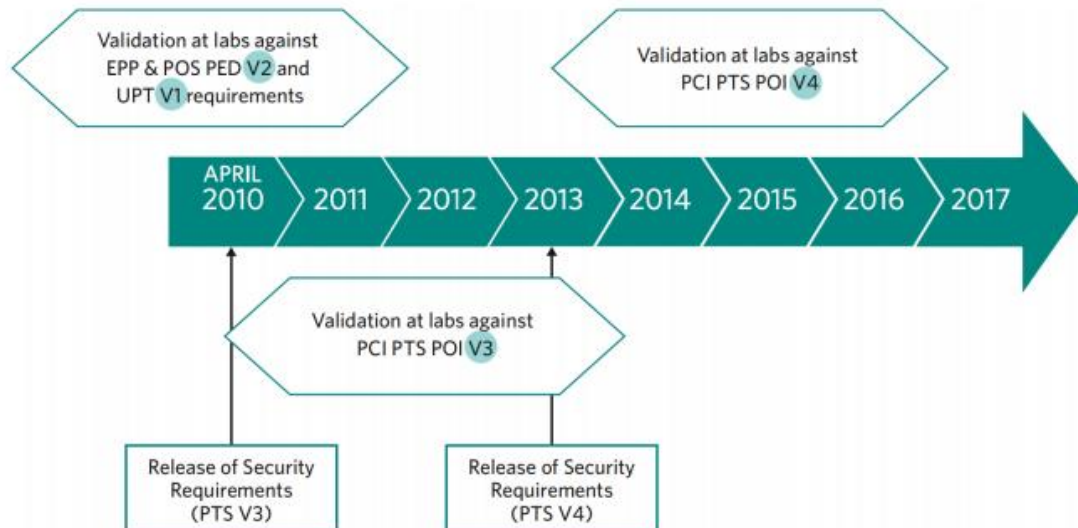 Validation at labs against
EPP & POS PED V2 and
UPT V1 requirements
Validation at labs against
PCI PTS POI V4
APRIL
2010
2011
2012
2013
2014
2015
2016
2017
Validation at labs against
PCI PTS POI V3
Release of Security
Requirements
(PTS V3)
Release of Security
Requirements
(PTS V4)